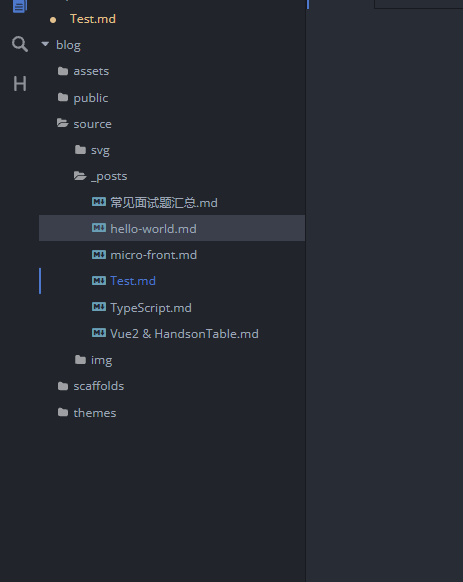 Test.md
H
blog
assets
public
source
svg
_posts
常见面试题汇总.md
hello-world.md
micro-front.md
Test.md
TypeScript.md
Vue2 & HandsonTable.md
img
scaffolds
themes